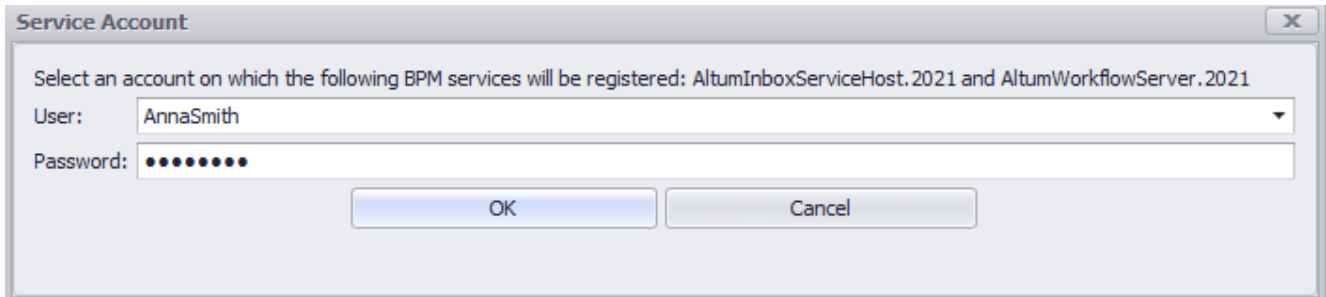 Service Account
Select an account on which the following BPM services will be registered: AltumInboxServiceHost.2021 and AltumWorkflowServer.2021
User: AnnaSmith
Password: ●●●●●●●●
OK Cancel